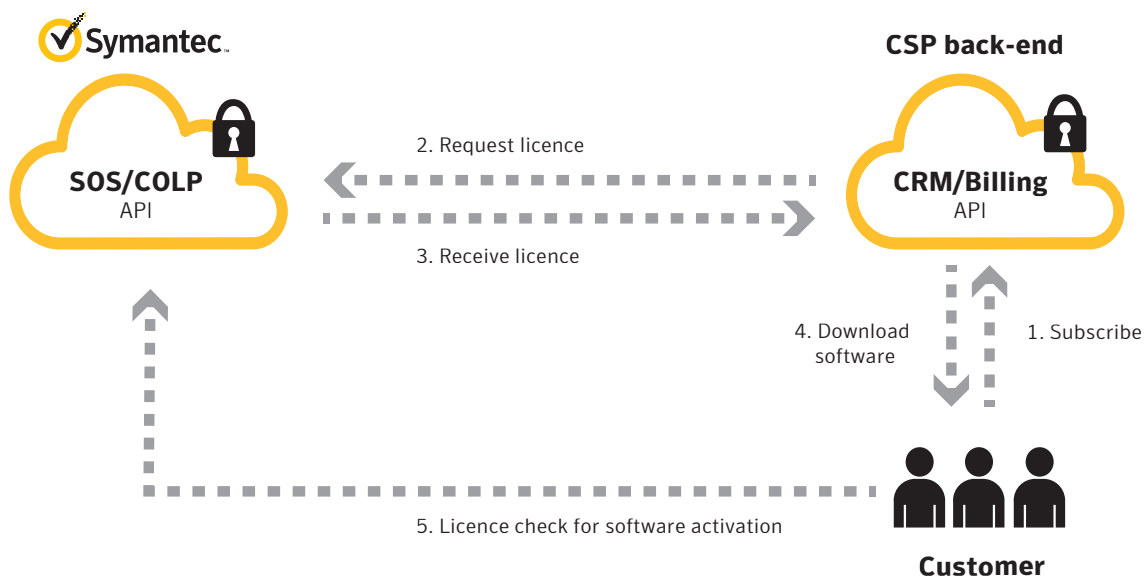 Symantec™
CSP back-end
SOS/COLP
API
2. Request licence
3. Receive licence
CRM/Billing
API
4. Download
software
1. Subscribe
5. Licence check for software activation
Customer